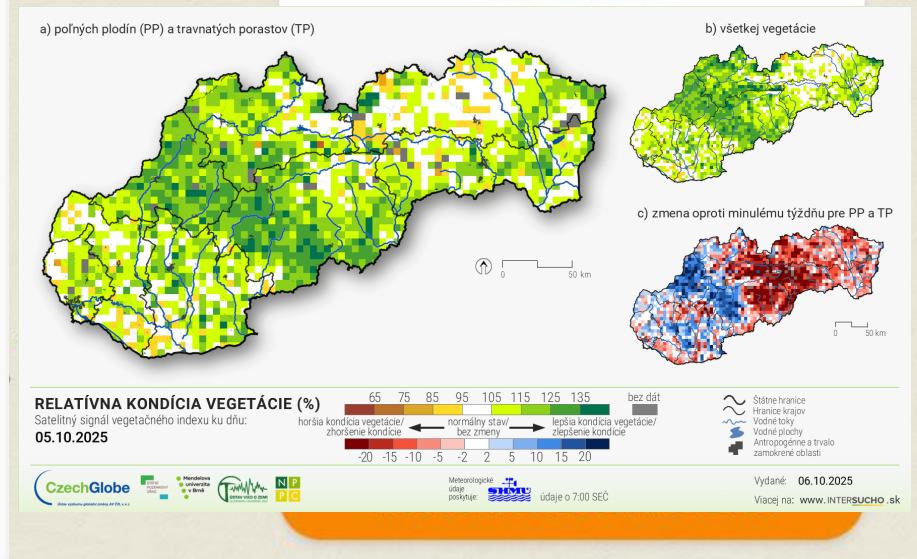 a) poľných plodín (PP) a travnatých porastov (TP)
b) všetkej vegetácie
c) zmena oproti minulému týždňu pre PP a TP
0 50 km
0 50 km
RELATÍVNA KONDÍCIA VEGETÁCIE (%)
Satelitný signál vegetačného indexu ku dňu:
05.10.2025
65 75 85 95 105 115 125 135
bez dát
horšia kondícia vegetácie/
zhoršenie kondície
normálny stav/
bez zmeny
lepšia kondícia vegetácie/
zlepšenie kondície
-20 -15 -10 -5 -2 2 5 10 15 20
Štátne hranice
Hranice krajov
Vodné toky
Vodné plochy
Antropogénne a trvalo
zamokrené oblasti
CzechGlobe
Mendelova
univerzita
v Brně
NPPC
Meteorologické
údaje
poskytuje:
SHMÚ
údaje o 7:00 SEČ
Vydané: 06.10.2025
Viacej na: www.INTERSUCHO.sk